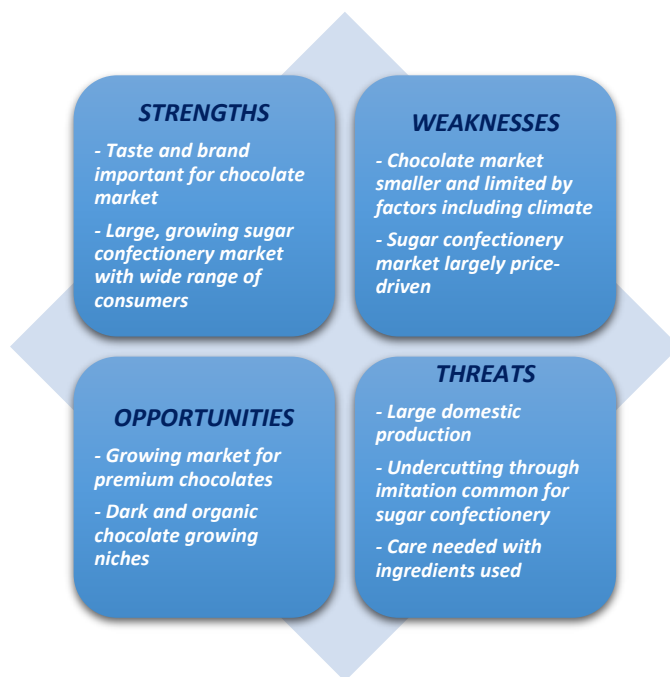 STRENGTHS
- Taste and brand
important for chocolate
market
- Large, growing sugar
confectionery market
with wide range of
consumers
WEAKNESSES
- Chocolate market
smaller and limited by
factors including climate
- Sugar confectionery
market largely price-
driven
OPPORTUNITIES
- Growing market for
premium chocolates
- Dark and organic
chocolate growing
niches
THREATS
- Large domestic
production
- Undercutting through
imitation common for
sugar confectionery
- Care needed with
ingredients used